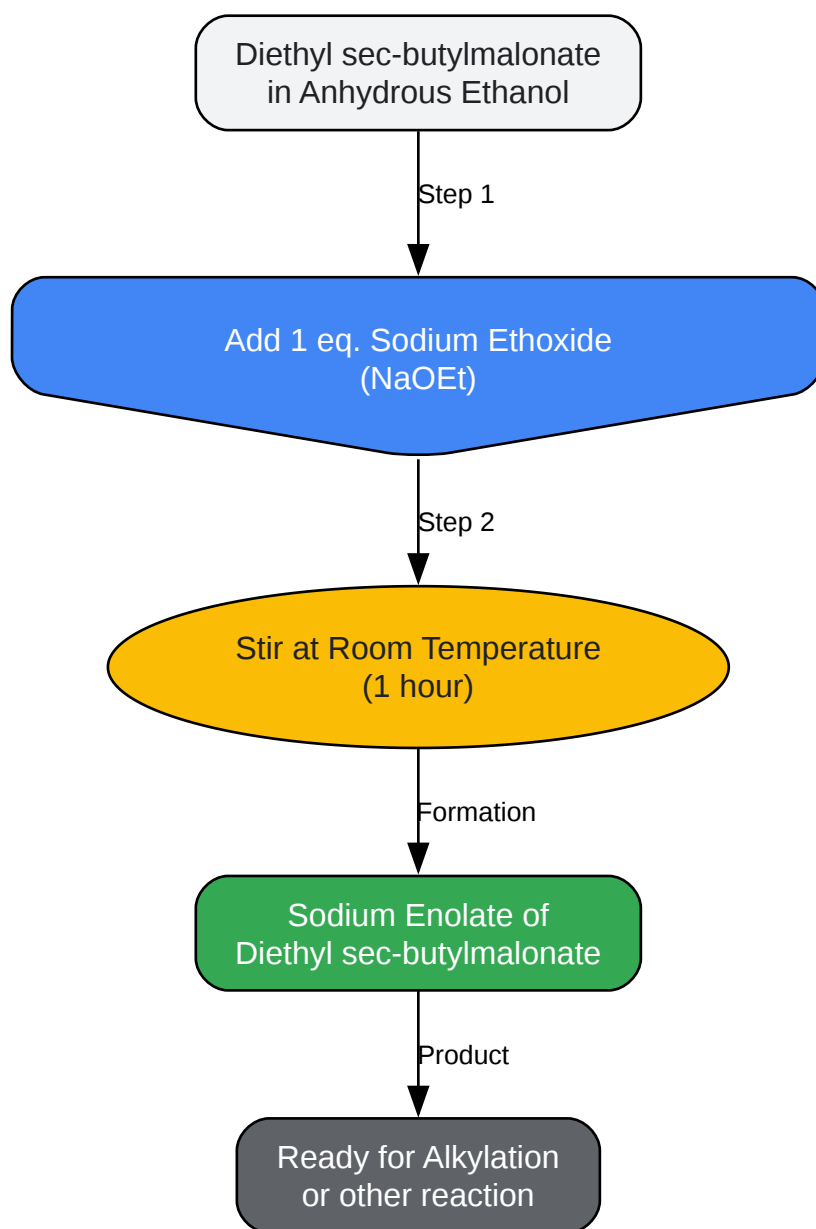 Diethyl sec-butylmalonate
in Anhydrous Ethanol
Step 1
Add 1 eq. Sodium Ethoxide
(NaOEt)
Step 2
Stir at Room Temperature
(1 hour)
Formation
Sodium Enolate of
Diethyl sec-butylmalonate
Product
Ready for Alkylation
or other reaction